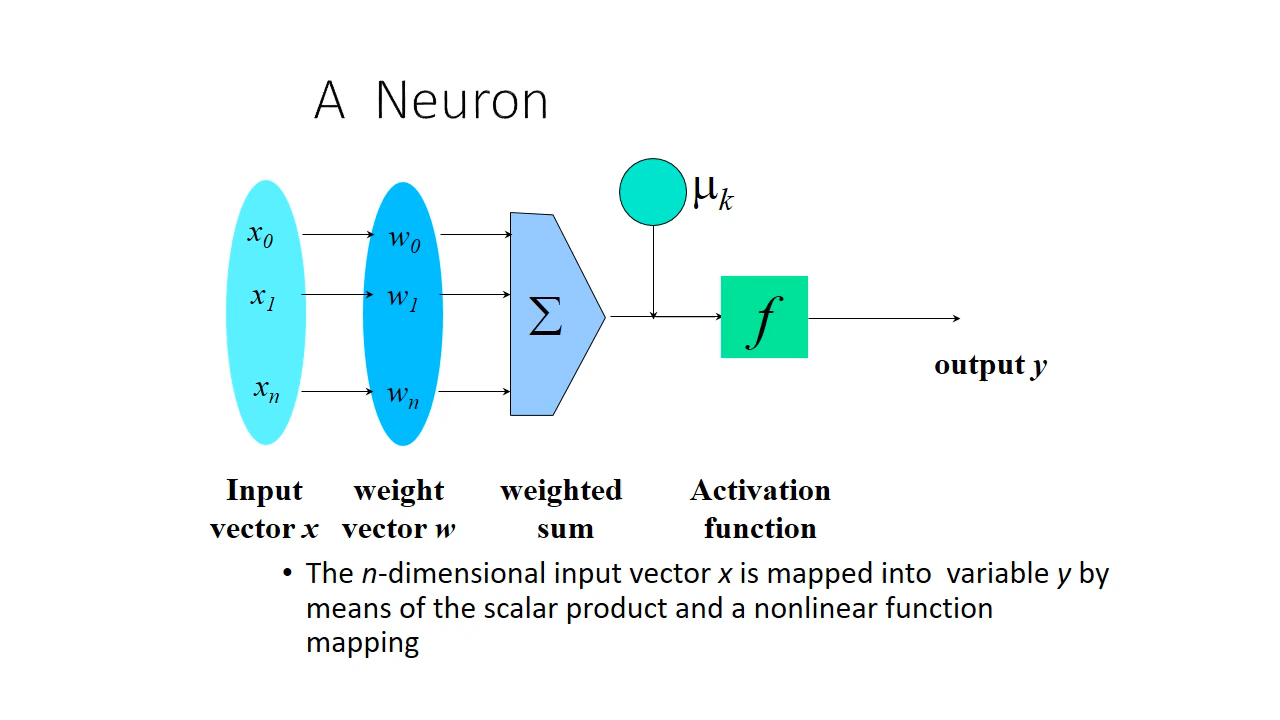 A Neuron
μk
x0 w0
x1 w1
Σ f
xn wn
output y
Input weight weighted Activation
vector x vector w sum function
• The n-dimensional input vector x is mapped into variable y by
means of the scalar product and a nonlinear function
mapping